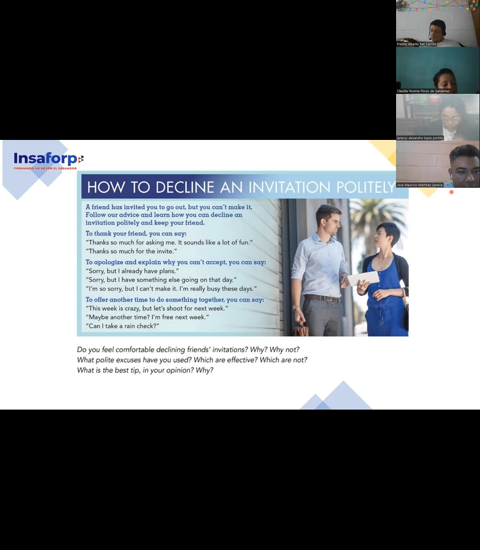 Insaforp
HOW TO DECLINE AN INVITATION POLITELY
A friend has invited you to go out, but you can't make it.
Follow our advice and learn how you can decline an
invitation politely and keep your friend.
To thank your friend, you can say:
"Thanks so much for asking me. It sounds like a lot of fun."
"Thanks so much for the invite."
To apologize and explain why you can't accept, you can say:
"Sorry, but I already have plans."
"Sorry, but I have something else going on that day."
"I'm so sorry, but I can't make it. I'm really busy these days."
To offer another time to do something together, you can say:
"This week is crazy, but let's shoot for next week."
"Maybe another time? I'm free next week."
"Can I take a rain check?"
Do you feel comfortable declining friends' invitations? Why? Why not?
What polite excuses have you used? Which are effective? Which are not?
What is the best tip, in your opinion? Why?